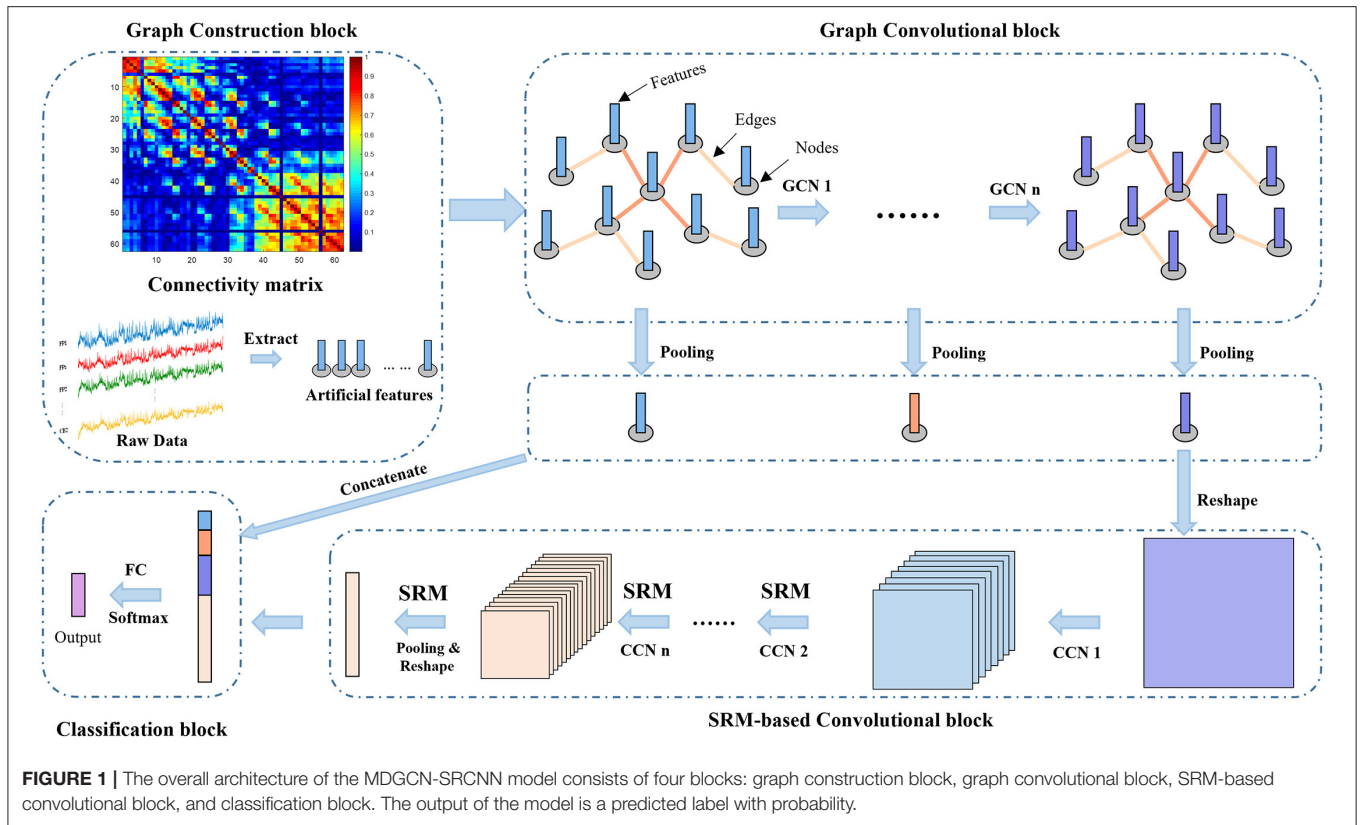 Graph Construction block
Graph Convolutional block
1
0.9
0.8
0.7
0.6
0.5
0.4
0.3
0.2
0.1
10
20
30
40
50
60
10 20 30 40 50 60
Connectivity matrix
Features
Edges
Nodes
GCN 1
......
GCN n
Extract
FP1
FP1
FP2
CB2
Raw Data
... ...
Artificial features
Pooling
Pooling
Pooling
Concatenate
Reshape
FC
Softmax
Output
SRM
Pooling &
Reshape
SRM
CCN n
......
SRM
CCN 2
CCN 1
Classification block
SRM-based Convolutional block
FIGURE 1 | The overall architecture of the MDGCN-SRCNN model consists of four blocks: graph construction block, graph convolutional block, SRM-based
convolutional block, and classification block. The output of the model is a predicted label with probability.